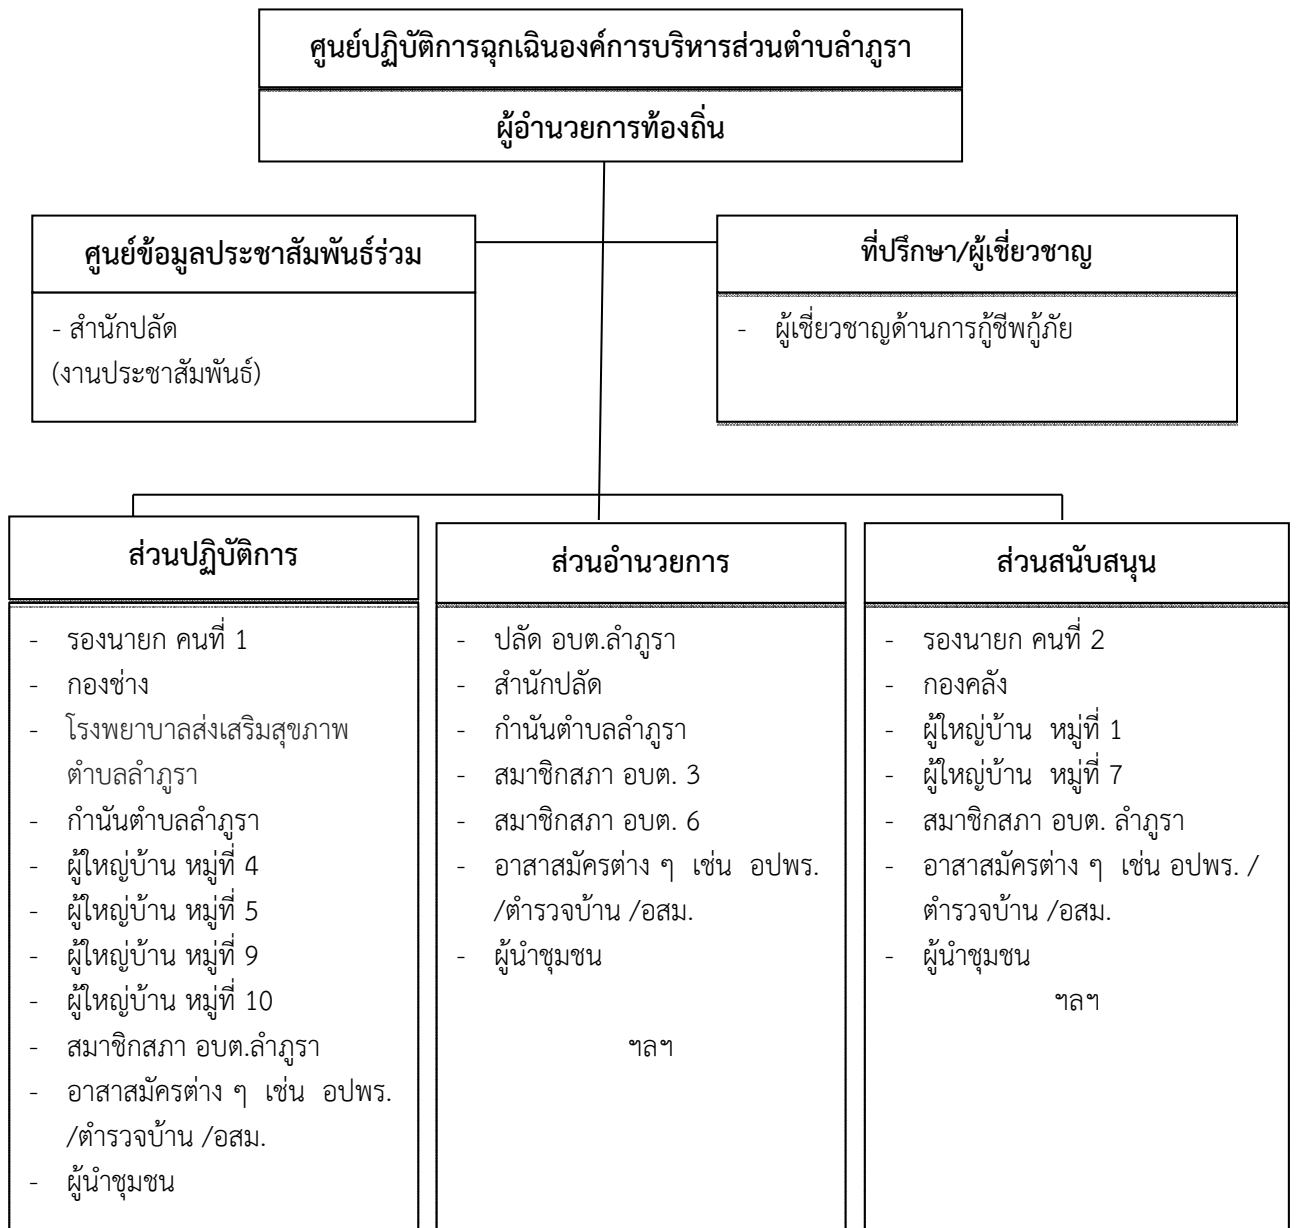 ศูนย์ปฏิบัติการฉุกเฉินองค์การบริหารส่วนตำบลลำภูรา
ผู้อำนวยการท้องถิ่น
ศูนย์ข้อมูลประชาสัมพันธ์ร่วม
- สำนักปลัด
(งานประชาสัมพันธ์)
ที่ปรึกษา/ผู้เชี่ยวชาญ
- ผู้เชี่ยวชาญด้านการกู้ชีพกู้ภัย
ส่วนปฏิบัติการ
- รองนายก คนที่ 1
- กองช่าง
- โรงพยาบาลส่งเสริมสุขภาพ
ตำบลลำภูรา
- กำนันตำบลลำภูรา
- ผู้ใหญ่บ้าน หมู่ที่ 4
- ผู้ใหญ่บ้าน หมู่ที่ 5
- ผู้ใหญ่บ้าน หมู่ที่ 9
- ผู้ใหญ่บ้าน หมู่ที่ 10
- สมาชิกสภา อบต.ลำภูรา
- อาสาสมัครต่าง ๆ เช่น อปพร.
/ตำรวจบ้าน /อสม.
- ผู้นำชุมชน
ส่วนอำนวยการ
- ปลัด อบต.ลำภูรา
- สำนักปลัด
- กำนันตำบลลำภูรา
- สมาชิกสภา อบต. 3
- สมาชิกสภา อบต. 6
- อาสาสมัครต่าง ๆ เช่น อปพร.
/ตำรวจบ้าน /อสม.
- ผู้นำชุมชน
ฯลฯ
ส่วนสนับสนุน
- รองนายก คนที่ 2
- กองคลัง
- ผู้ใหญ่บ้าน หมู่ที่ 1
- ผู้ใหญ่บ้าน หมู่ที่ 7
- สมาชิกสภา อบต. ลำภูรา
- อาสาสมัครต่าง ๆ เช่น อปพร. /
ตำรวจบ้าน /อสม.
- ผู้นำชุมชน
ฯลฯ